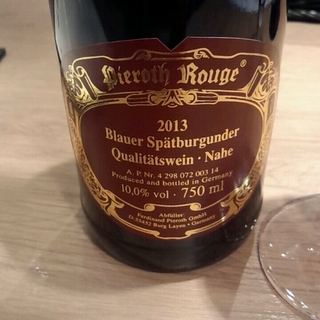 Pieroth Rouge®
2013
Blauer Spätburgunder
Qualitätswein · Nahe
A. P. Nr. 4 298 072 003 14
Produced and bottled in Germany
10,0% vol · 750 ml
Abfüller:
Ferdinand Pieroth GmbH
D-55452 Burg Layen · Germany